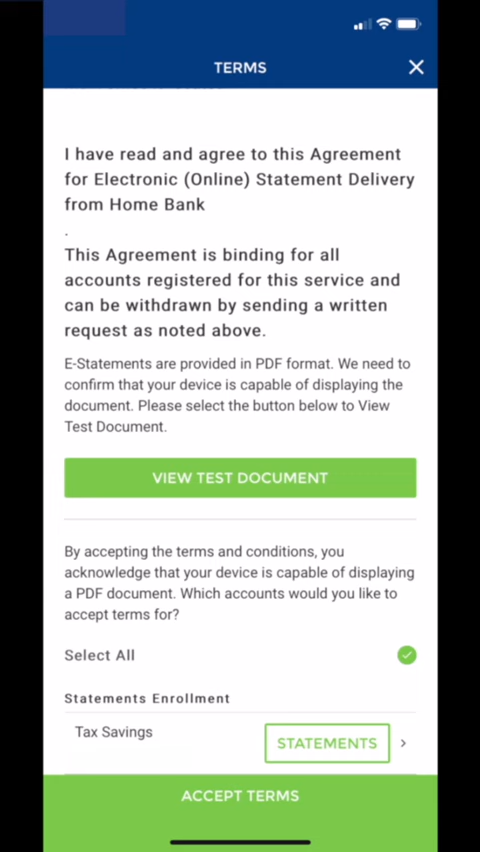 TERMS
I have read and agree to this Agreement
for Electronic (Online) Statement Delivery
from Home Bank
.
This Agreement is binding for all
accounts registered for this service and
can be withdrawn by sending a written
request as noted above.
E-Statements are provided in PDF format. We need to
confirm that your device is capable of displaying the
document. Please select the button below to View
Test Document.
VIEW TEST DOCUMENT
By accepting the terms and conditions, you
acknowledge that your device is capable of displaying
a PDF document. Which accounts would you like to
accept terms for?
Select All
Statements Enrollment
Tax Savings
STATEMENTS
ACCEPT TERMS